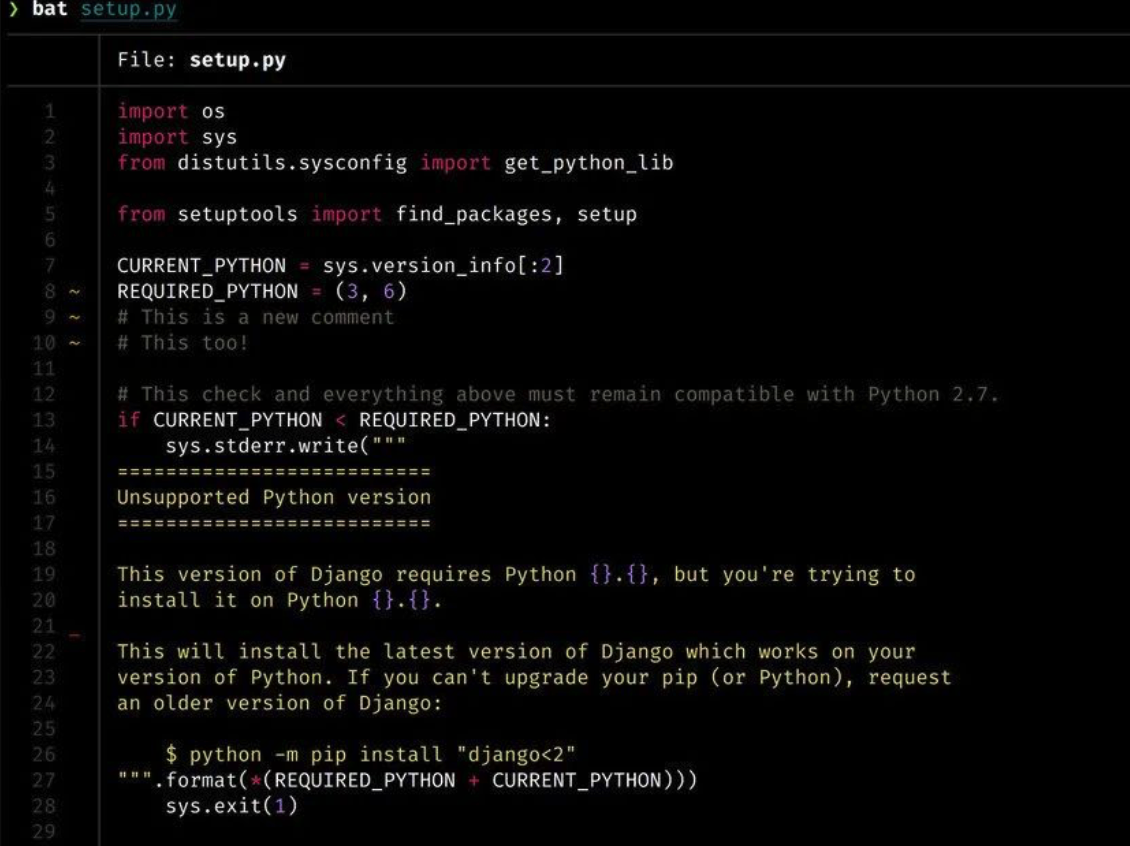 ❯ bat setup.py
File: setup.py
1 import os
2 import sys
3 from distutils.sysconfig import get_python_lib
4
5 from setuptools import find_packages, setup
6
7 CURRENT_PYTHON = sys.version_info[:2]
8 ~ REQUIRED_PYTHON = (3, 6)
9 ~ # This is a new comment
10 ~ # This too!
11
12 # This check and everything above must remain compatible with Python 2.7.
13 if CURRENT_PYTHON < REQUIRED_PYTHON:
14     sys.stderr.write("""
15 ==========================
16 Unsupported Python version
17 ==========================
18
19 This version of Django requires Python {}.{}, but you're trying to
20 install it on Python {}.{}.
21 _
22 This will install the latest version of Django which works on your
23 version of Python. If you can't upgrade your pip (or Python), request
24 an older version of Django:
25
26     $ python -m pip install "django<2"
27 """.format(*(REQUIRED_PYTHON + CURRENT_PYTHON)))
28     sys.exit(1)
29